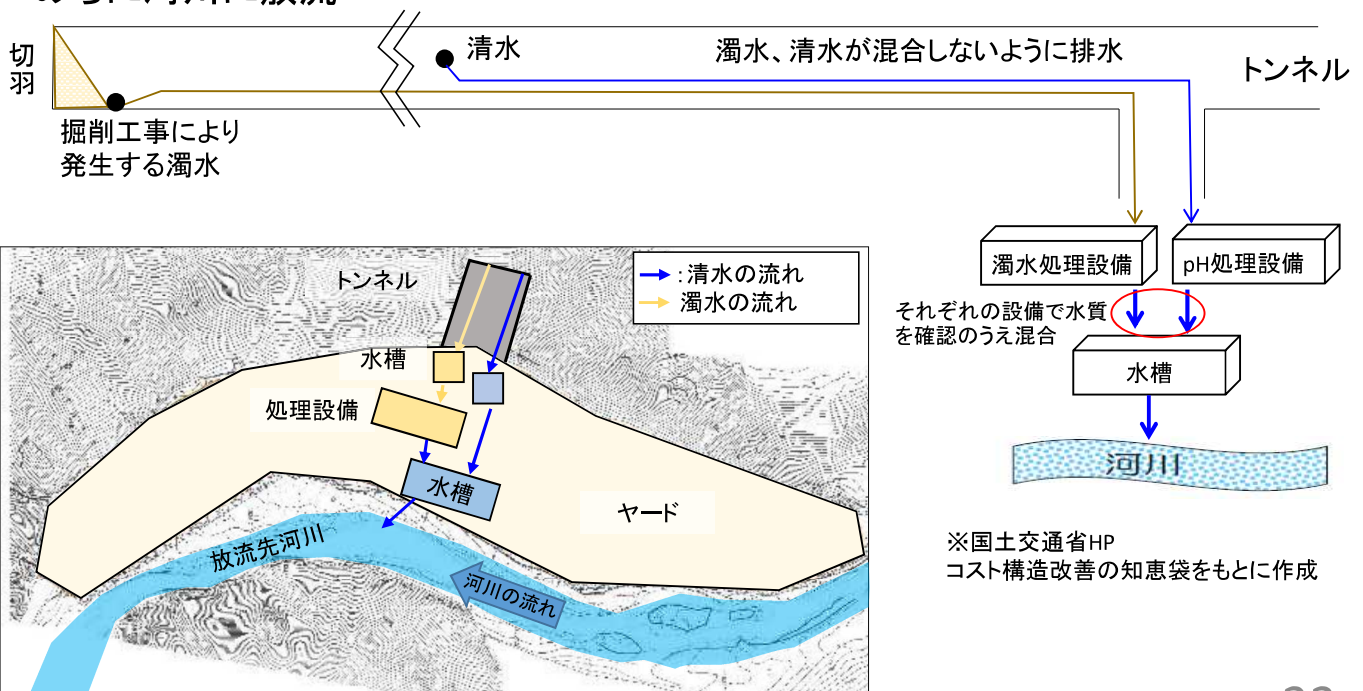 切羽
清水
濁水、清水が混合しないように排水
トンネル
掘削工事により
発生する濁水
濁水処理設備
pH処理設備
それぞれの設備で水質
を確認のうえ混合
水槽
河川
トンネル
:清水の流れ
濁水の流れ
水槽
処理設備
水槽
ヤード
放流先河川
河川の流れ
※国土交通省HP
コスト構造改善の知恵袋をもとに作成